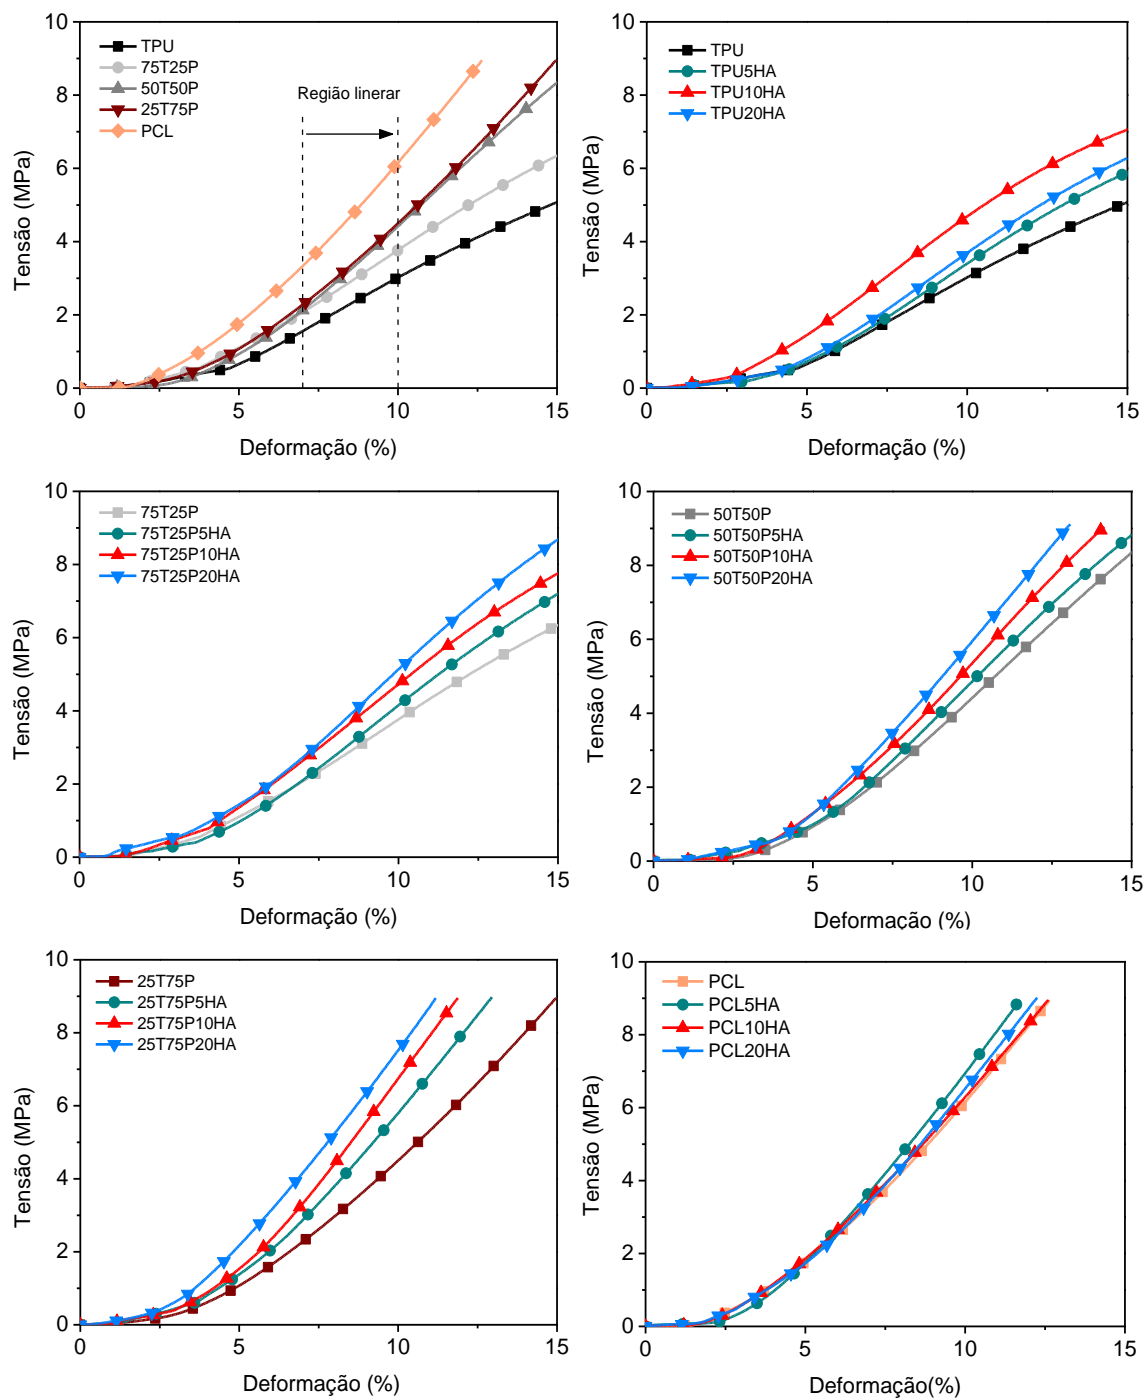 TPU
75T25P
50T50P
25T75P
PCL
Região linerar
Tensão (MPa)
0
2
4
6
8
10
0
5
10
15
Deformação (%)
TPU
TPU5HA
TPU10HA
TPU20HA
Tensão (MPa)
0
2
4
6
8
10
0
5
10
15
Deformação (%)
75T25P
75T25P5HA
75T25P10HA
75T25P20HA
Tensão (MPa)
0
2
4
6
8
10
0
5
10
15
Deformação (%)
50T50P
50T50P5HA
50T50P10HA
50T50P20HA
Tensão (MPa)
0
2
4
6
8
10
0
5
10
15
Deformação (%)
25T75P
25T75P5HA
25T75P10HA
25T75P20HA
Tensão (MPa)
0
2
4
6
8
10
0
5
10
15
Deformação (%)
PCL
PCL5HA
PCL10HA
PCL20HA
Tensão (MPa)
0
2
4
6
8
10
0
5
10
15
Deformação(%)